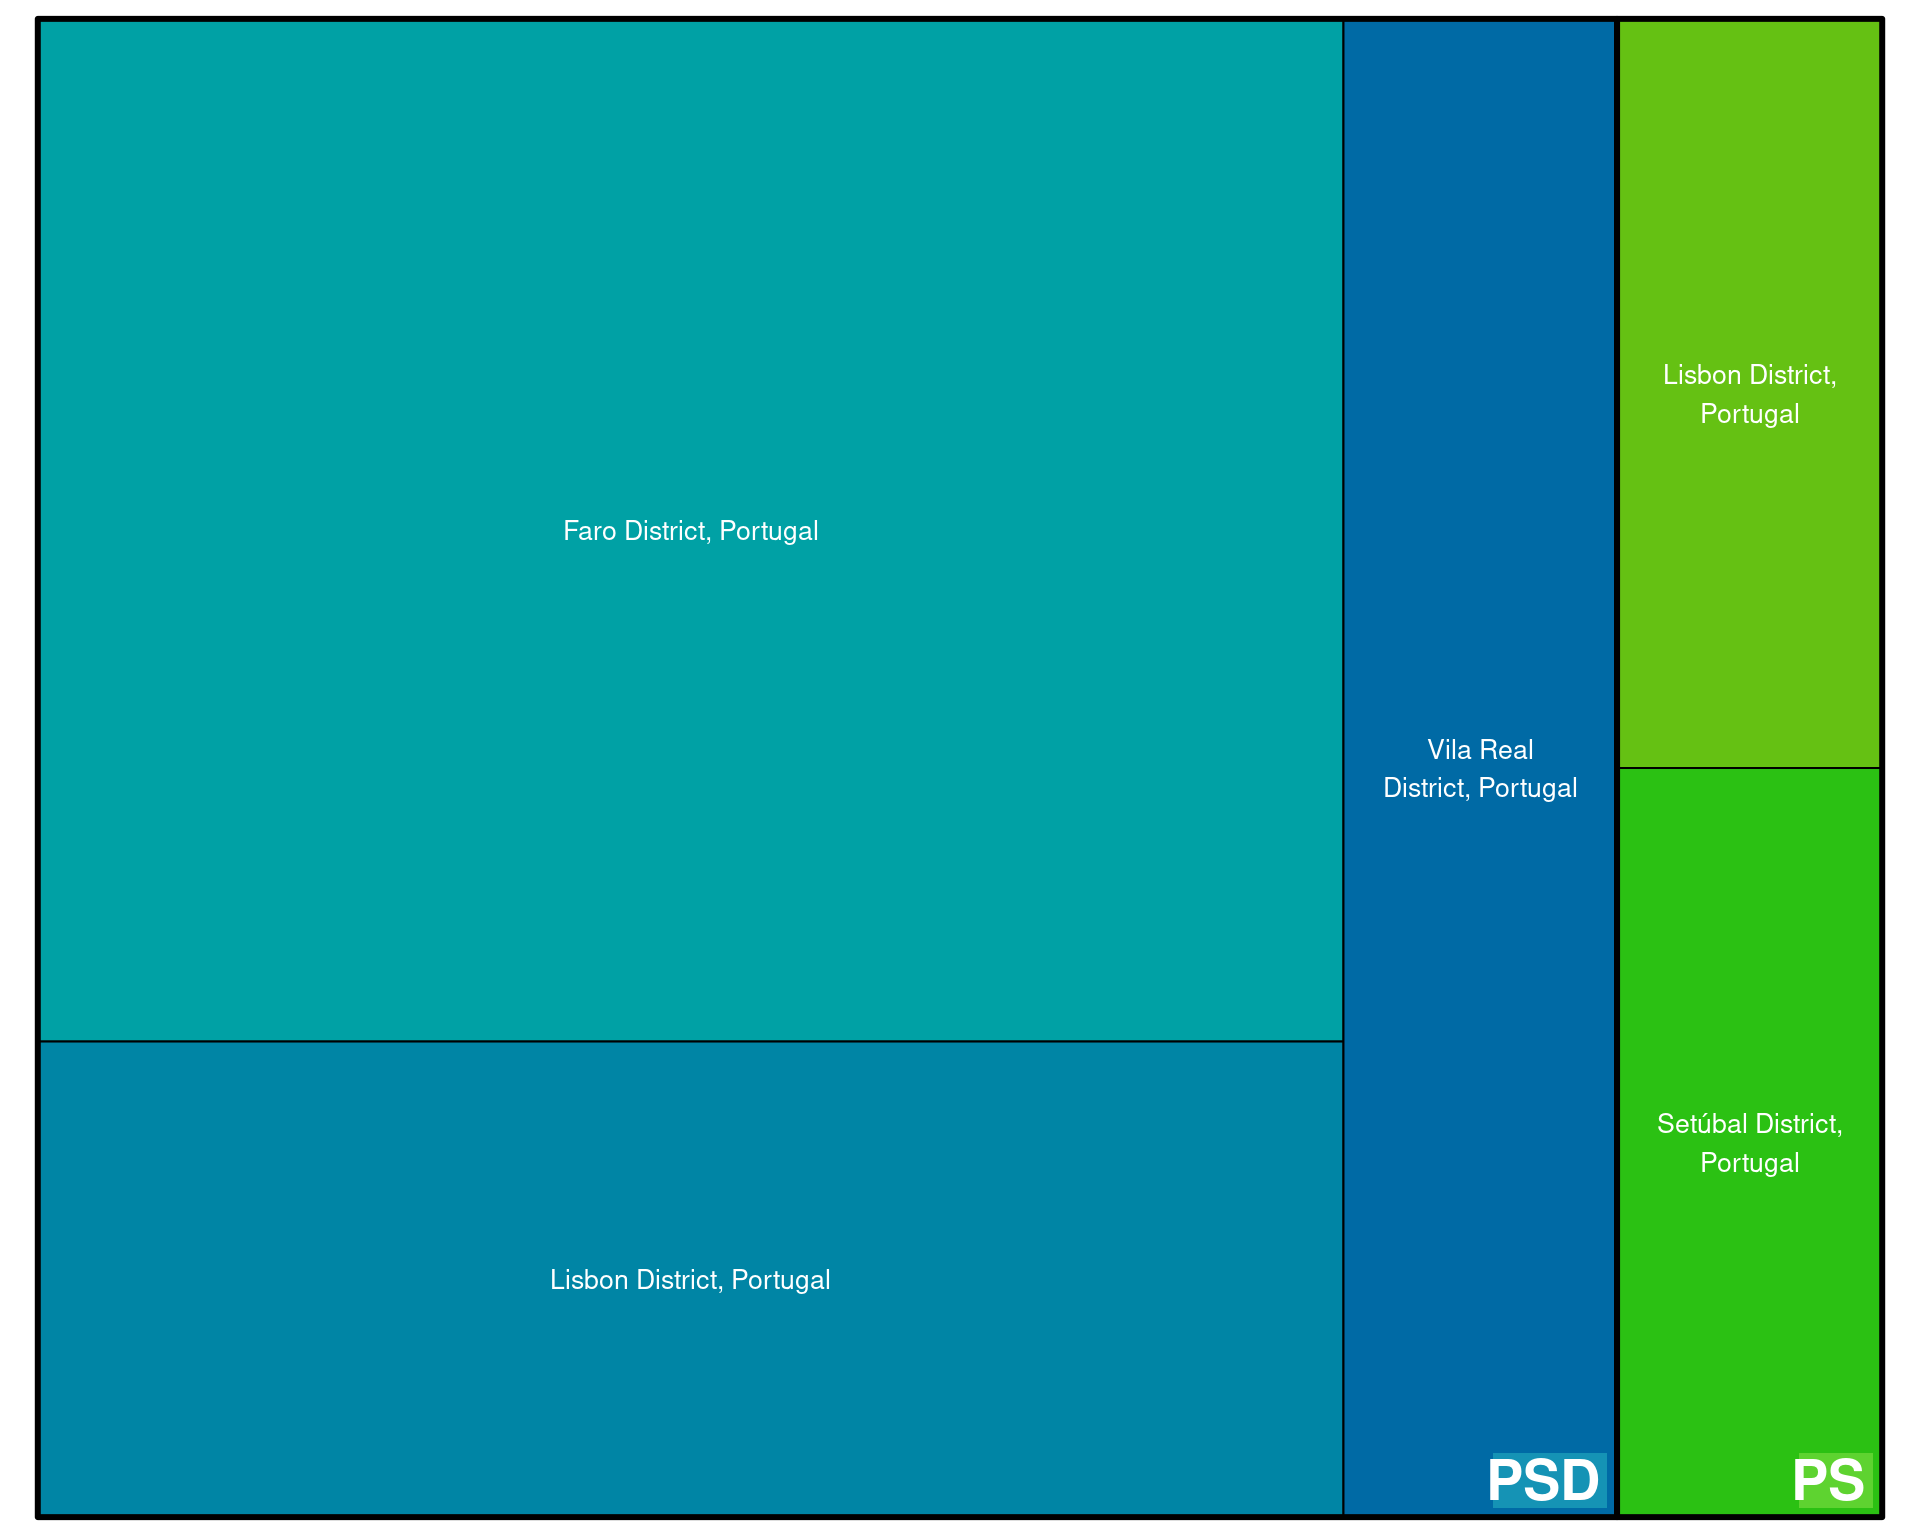 Faro District, Portugal
Lisbon District, Portugal
Vila Real
District, Portugal
PSD
Lisbon District,
Portugal
Setúbal District,
Portugal
PS